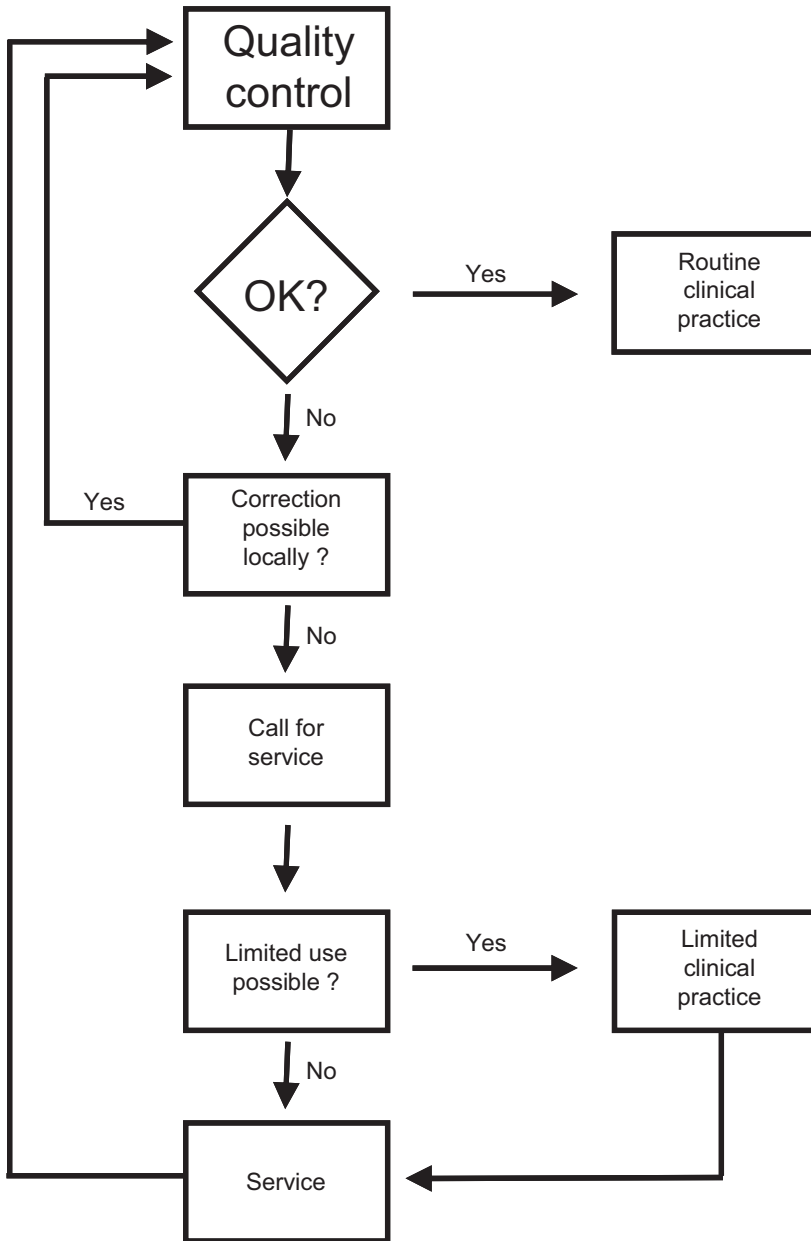 Quality
control
OK?
Yes
Routine
clinical
practice
No
Yes
Correction
possible
locally ?
No
Call for
service
Limited use
possible ?
Yes
Limited
clinical
practice
No
Service